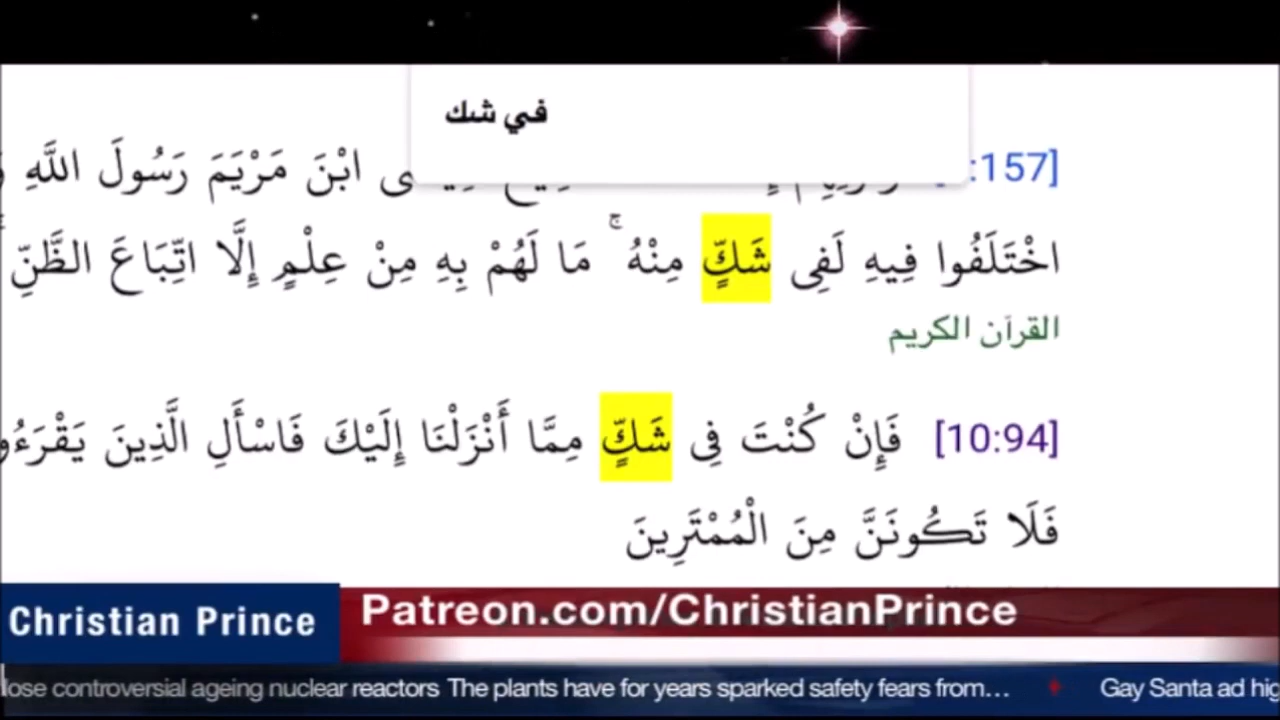 في شك
:157]
ابْنَ مَرْيَمَ رَسُولَ اللَّهِ
اخْتَلَفُوا فِيهِ لَفِى شَكٍّ مِنْهُ ۚ مَا لَهُمْ بِهِ مِنْ عِلْمٍ إِلَّا اتِّبَاعَ الظَّنِّ
القرآن الكريم
[10:94] فَإِنْ كُنْتَ فِى شَكٍّ مِمَّا أَنْزَلْنَا إِلَيْكَ فَاسْأَلِ الَّذِينَ يَقْرَءُو
فَلَا تَكُونَنَّ مِنَ الْمُمْتَرِينَ
Christian Prince
Patreon.com/ChristianPrince
lose controversial ageing nuclear reactors The plants have for years sparked safety fears from... Gay Santa ad hig